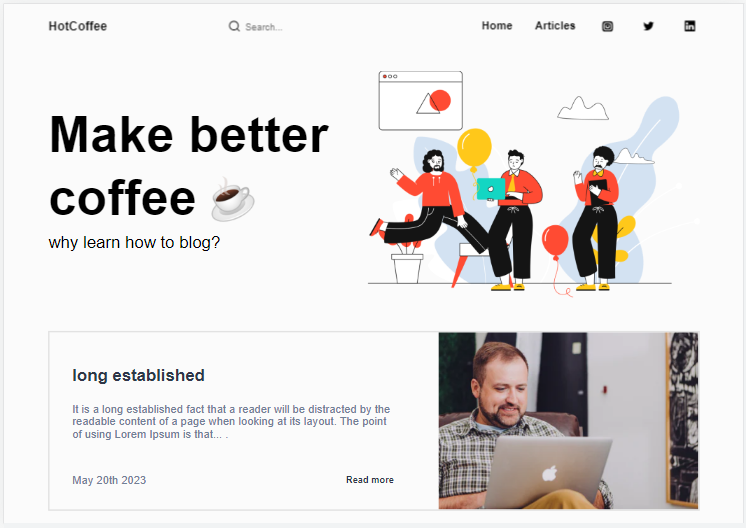 HotCoffee
Search...
Home
Articles
Make better
coffee
why learn how to blog?
long established
It is a long established fact that a reader will be distracted by the
readable content of a page when looking at its layout. The point
of using Lorem Ipsum is that... .
May 20th 2023
Read more